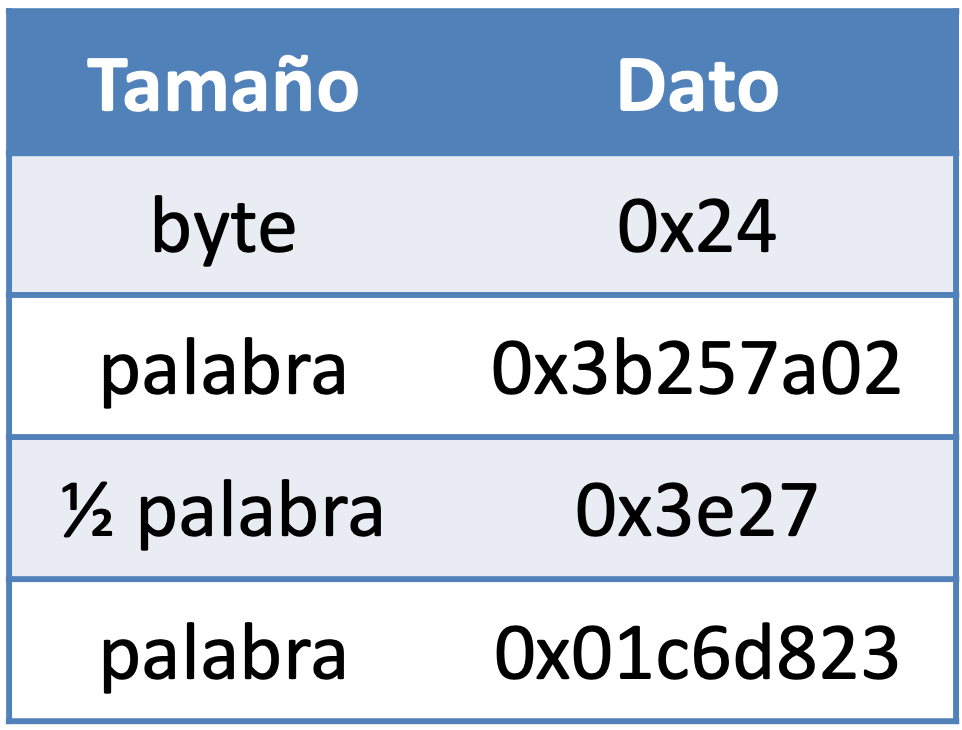 Tamaño Dato
byte 0x24
palabra 0x3b257a02
½ palabra 0x3e27
palabra 0x01c6d823